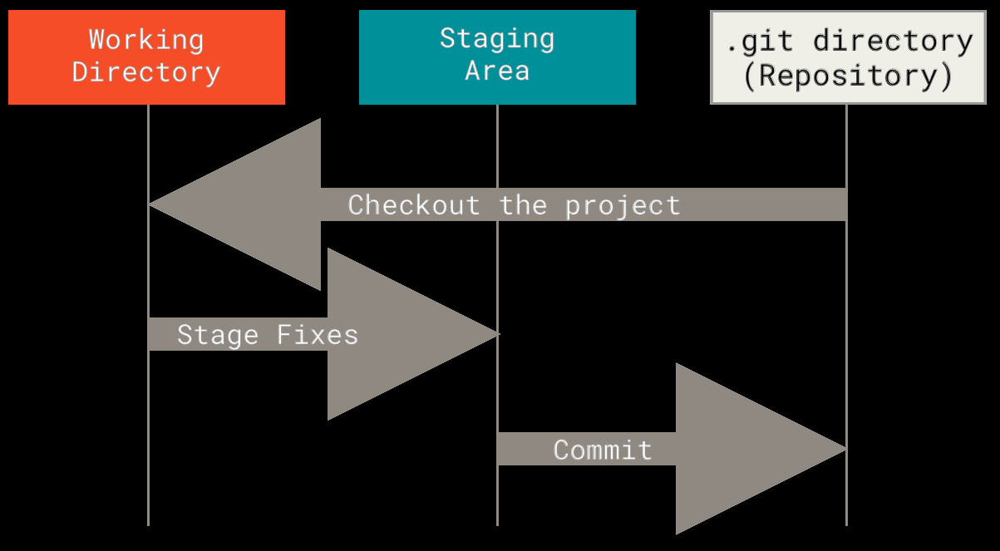 Working
Directory
Staging
Area
.git directory
(Repository)
Checkout the project
Stage Fixes
Commit